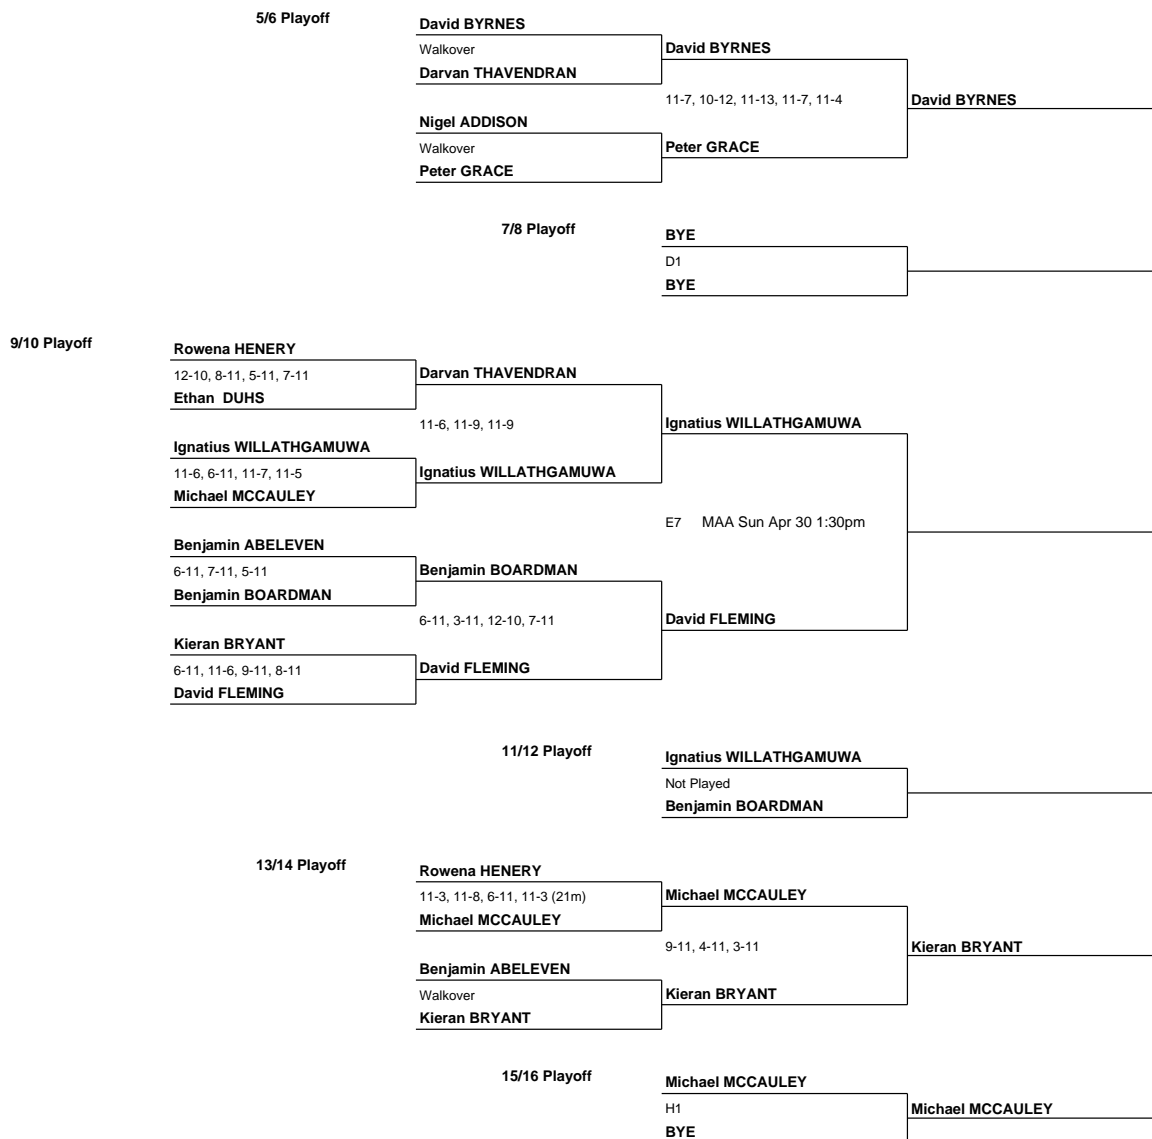 5/6 Playoff
David BYRNES
Walkover
David BYRNES
Darvan THAVENDRAN
11-7, 10-12, 11-13, 11-7, 11-4
David BYRNES
Nigel ADDISON
Walkover
Peter GRACE
Peter GRACE
7/8 Playoff
BYE
D1
BYE
9/10 Playoff
Rowena HENERY
12-10, 8-11, 5-11, 7-11
Darvan THAVENDRAN
Ethan DUHS
11-6, 11-9, 11-9
Ignatius WILLATHGAMUWA
Ignatius WILLATHGAMUWA
11-6, 6-11, 11-7, 11-5
Ignatius WILLATHGAMUWA
Michael MCCAULEY
E7 MAA Sun Apr 30 1:30pm
Benjamin ABELEVEN
6-11, 7-11, 5-11
Benjamin BOARDMAN
Benjamin BOARDMAN
6-11, 3-11, 12-10, 7-11
David FLEMING
Kieran BRYANT
6-11, 11-6, 9-11, 8-11
David FLEMING
David FLEMING
11/12 Playoff
Ignatius WILLATHGAMUWA
Not Played
Benjamin BOARDMAN
13/14 Playoff
Rowena HENERY
11-3, 11-8, 6-11, 11-3 (21m)
Michael MCCAULEY
Michael MCCAULEY
9-11, 4-11, 3-11
Kieran BRYANT
Benjamin ABELEVEN
Walkover
Kieran BRYANT
Kieran BRYANT
15/16 Playoff
Michael MCCAULEY
H1
Michael MCCAULEY
BYE